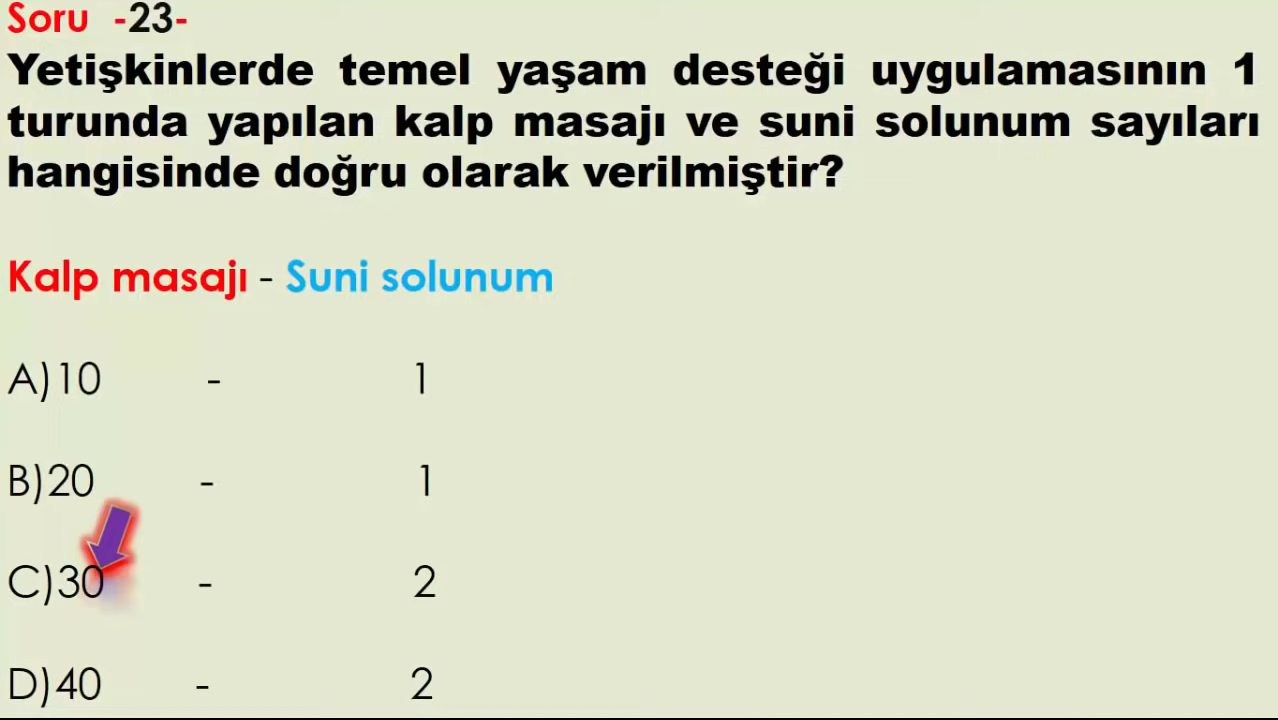 Soru -23-
Yetişkinlerde temel yaşam desteği uygulamasının 1
turunda yapılan kalp masajı ve suni solunum sayıları
hangisinde doğru olarak verilmiştir?
Kalp masajı - Suni solunum
A)10 - 1
B)20 - 1
C)30 - 2
D)40 - 2